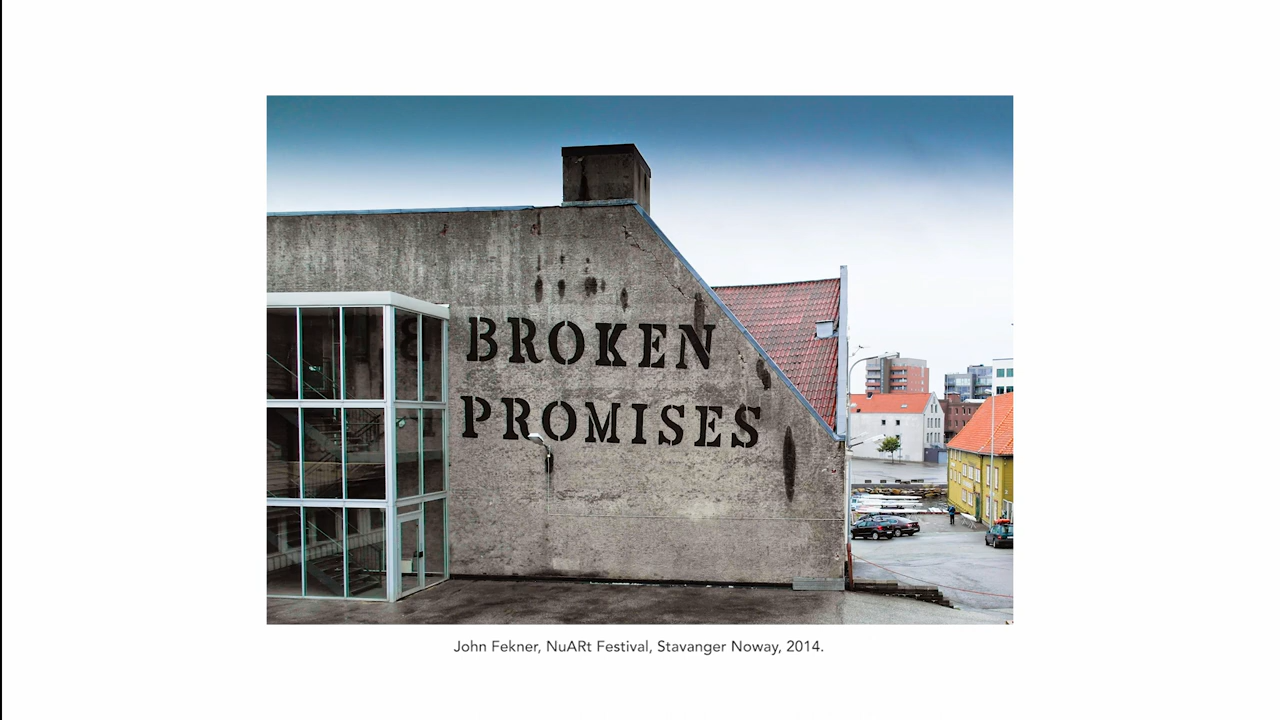 BROKEN
PROMISES
John Fekner, NuARt Festival, Stavanger Noway, 2014.